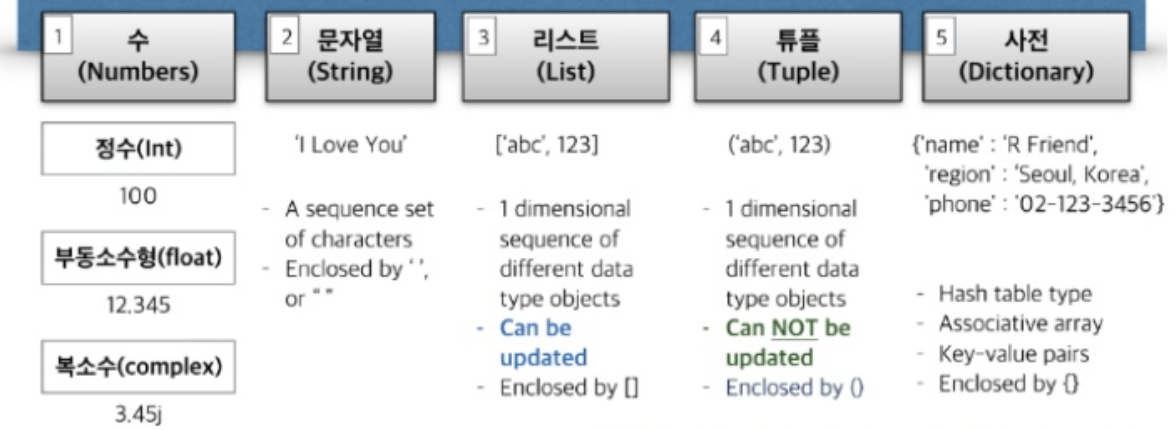 1
수
(Numbers)
정수(Int)
100
부동소수형(float)
12.345
복소수(complex)
3.45j
2
문자열
(String)
'I Love You'
- A sequence set
of characters
- Enclosed by ‘ ’,
or “ ”
3
리스트
(List)
['abc', 123]
- 1 dimensional
sequence of
different data
type objects
- Can be
updated
- Enclosed by []
4
튜플
(Tuple)
('abc', 123)
- 1 dimensional
sequence of
different data
type objects
- Can NOT be
updated
- Enclosed by ()
5
사전
(Dictionary)
{'name' : 'R Friend',
'region' : 'Seoul, Korea',
'phone' : '02-123-3456'}
- Hash table type
- Associative array
- Key-value pairs
- Enclosed by {}